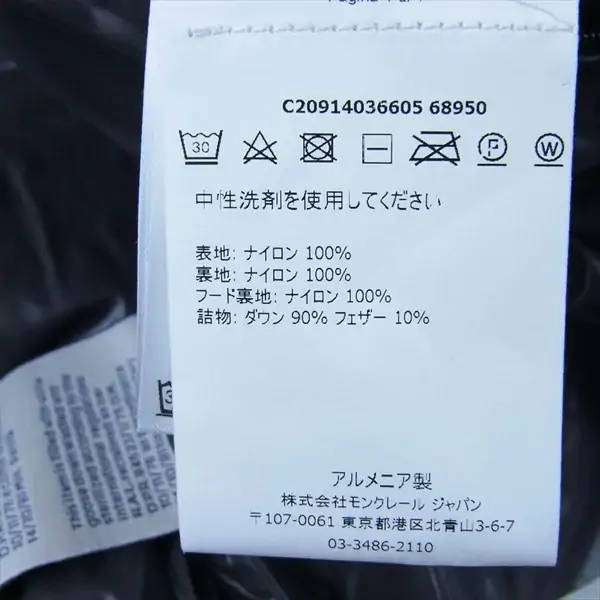 C20914036605 68950
30
P
W
中性洗剤を使用してください
表地: ナイロン 100%
裏地: ナイロン 100%
フード裏地: ナイロン 100%
詰物: ダウン 90% フェザー 10%
アルメニア製
株式会社モンクレール ジャパン
〒107-0061 東京都港区北青山3-6-7
03-3486-2110